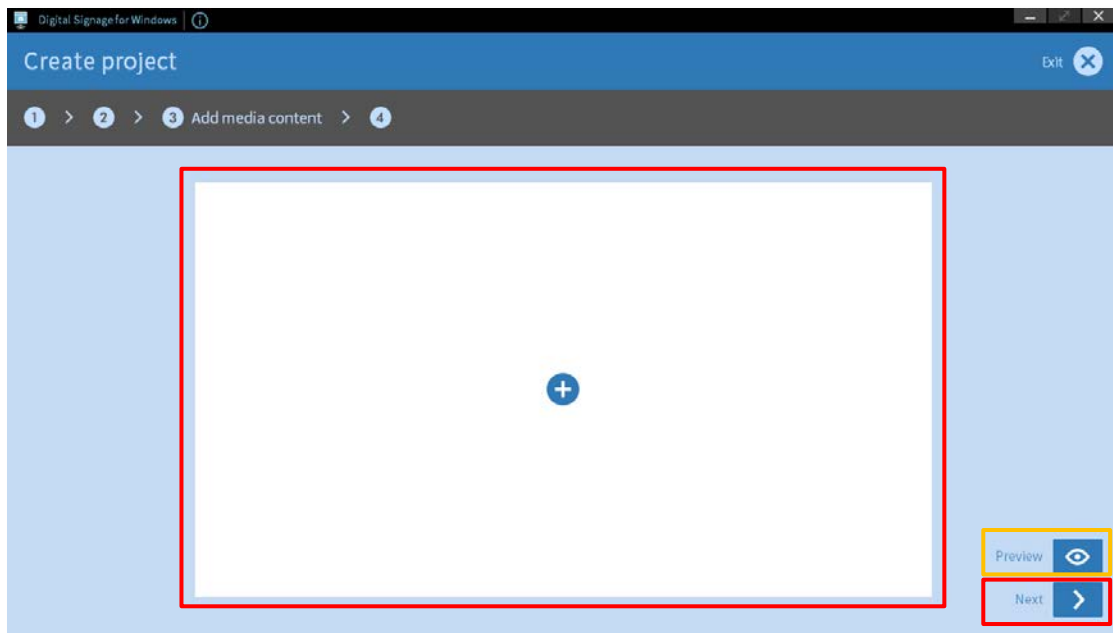 Digital Signage for Windows
Create project
Exit
1 > 2 > 3 Add media content > 4
Preview
Next